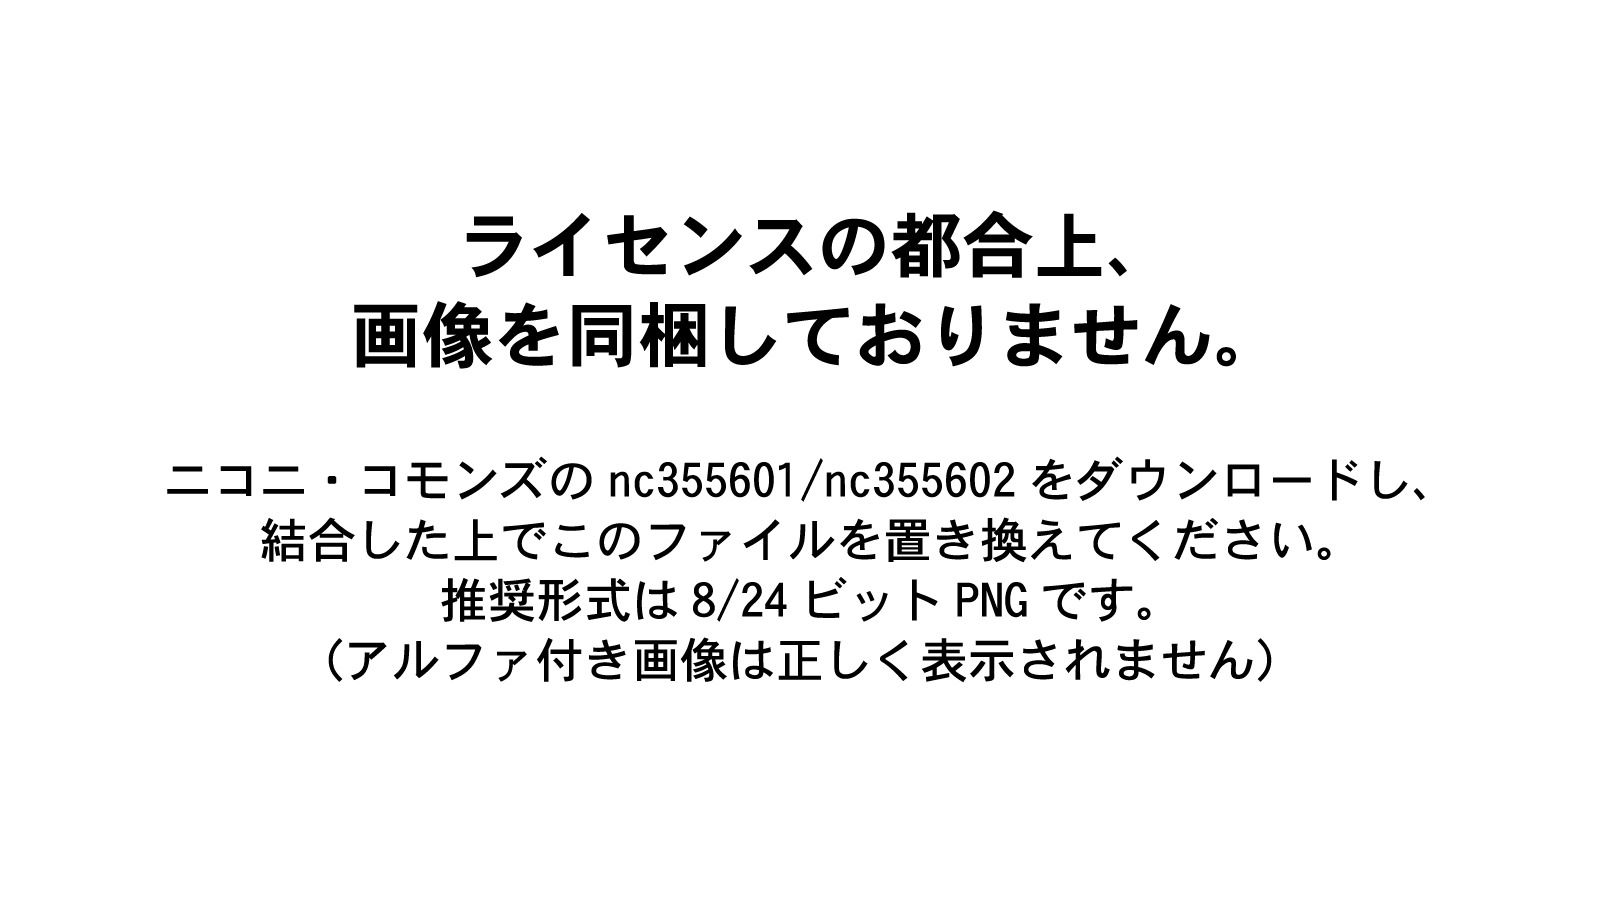 ライセンスの都合上、
画像を同梱しておりません。
ニコニ・コモンズの nc355601/nc355602 をダウンロードし、
結合した上でこのファイルを置き換えてください。
推奨形式は 8/24 ビット PNG です。
（アルファ付き画像は正しく表示されません）